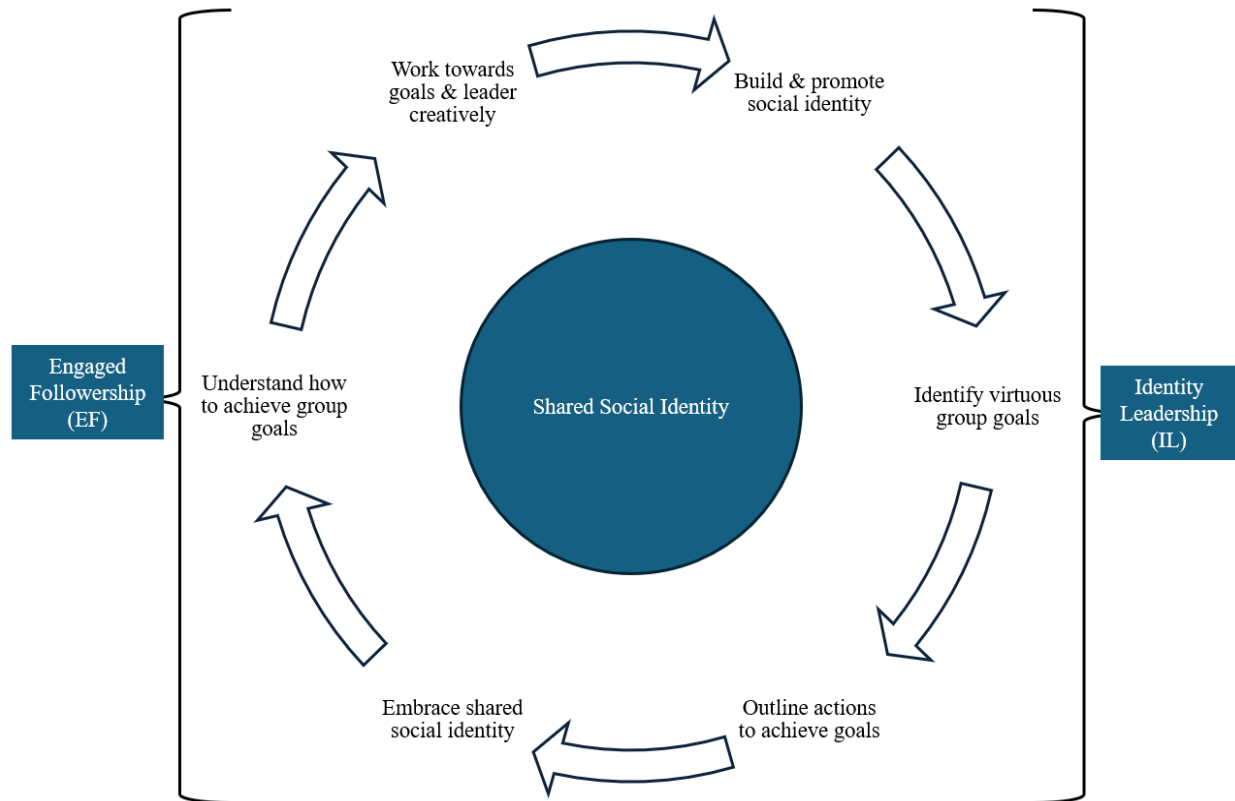 Work towards
goals & leader
creatively
Build & promote
social identity
Engaged
Followership
(EF)
Understand how
to achieve group
goals
Shared Social Identity
Identify virtuous
group goals
Identity
Leadership
(IL)
Embrace shared
social identity
Outline actions
to achieve goals